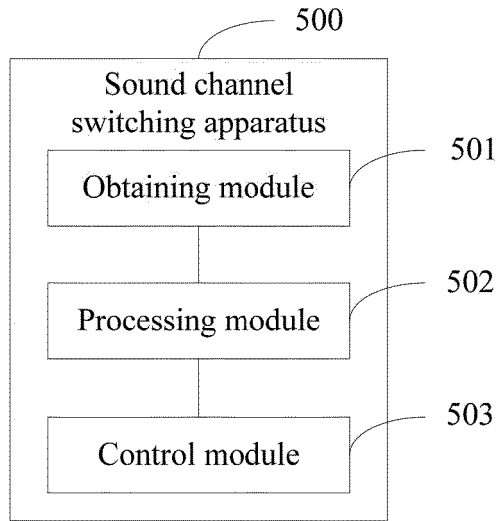 500
Sound channel
switching apparatus
501
Obtaining module
502
Processing module
503
Control module